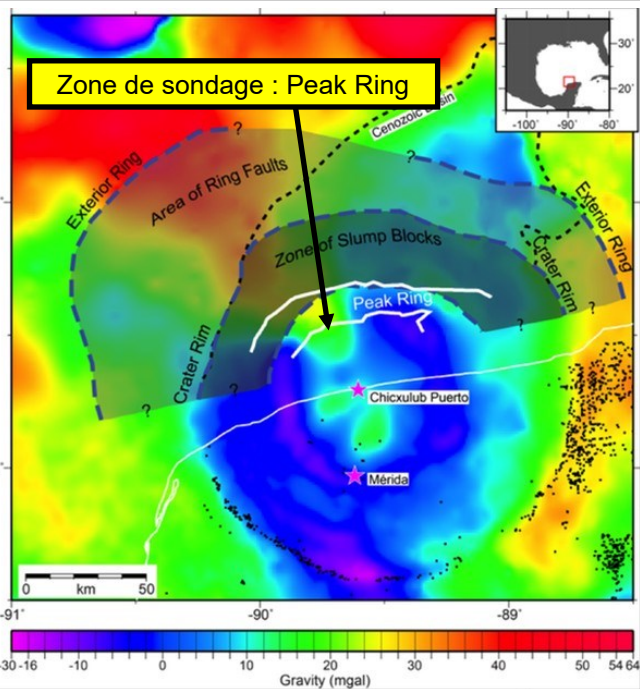 Zone de sondage : Peak Ring
30°
20°
-100°
-90°
-80°
Cenozoic Basin
?
?
Exterior Ring
Area of Ring Faults
Exterior Ring
Zone of Slump Blocks
Crater Rim
Peak Ring
?
?
Crater Rim
?
?
Chicxulub Puerto
Mérida
0
50
km
-91°
-90°
-89°
-30 -16 -10 0 10 20 30 40 50 54 64
Gravity (mgal)